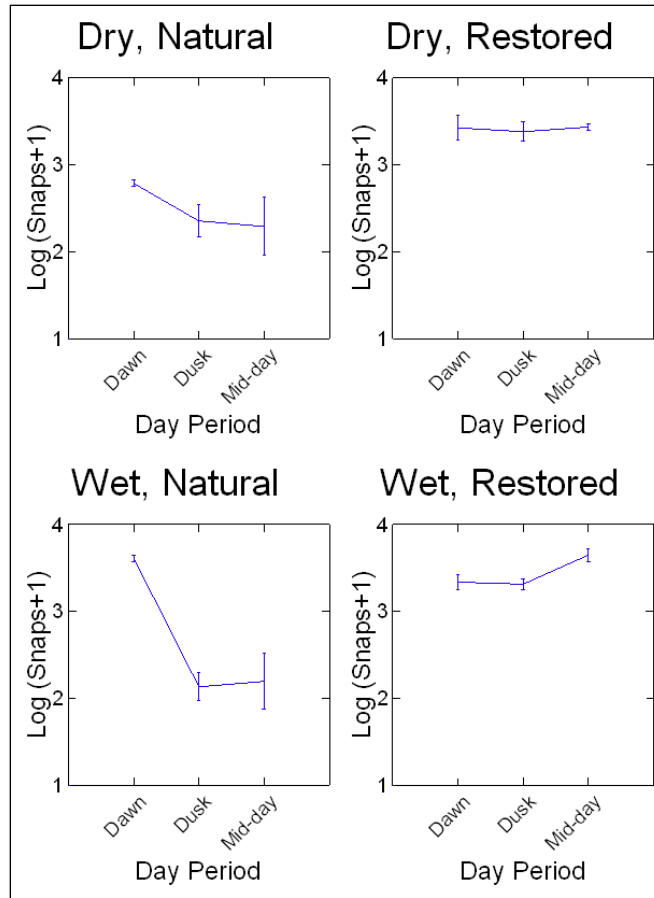 Dry, Natural
Dry, Restored
4
3
2
1
Log (Snaps+1)
Dawn
Dusk
Mid-day
Day Period
4
3
2
1
Log (Snaps+1)
Dawn
Dusk
Mid-day
Day Period
Wet, Natural
Wet, Restored
4
3
2
1
Log (Snaps+1)
Dawn
Dusk
Mid-day
Day Period
4
3
2
1
Log (Snaps+1)
Dawn
Dusk
Mid-day
Day Period